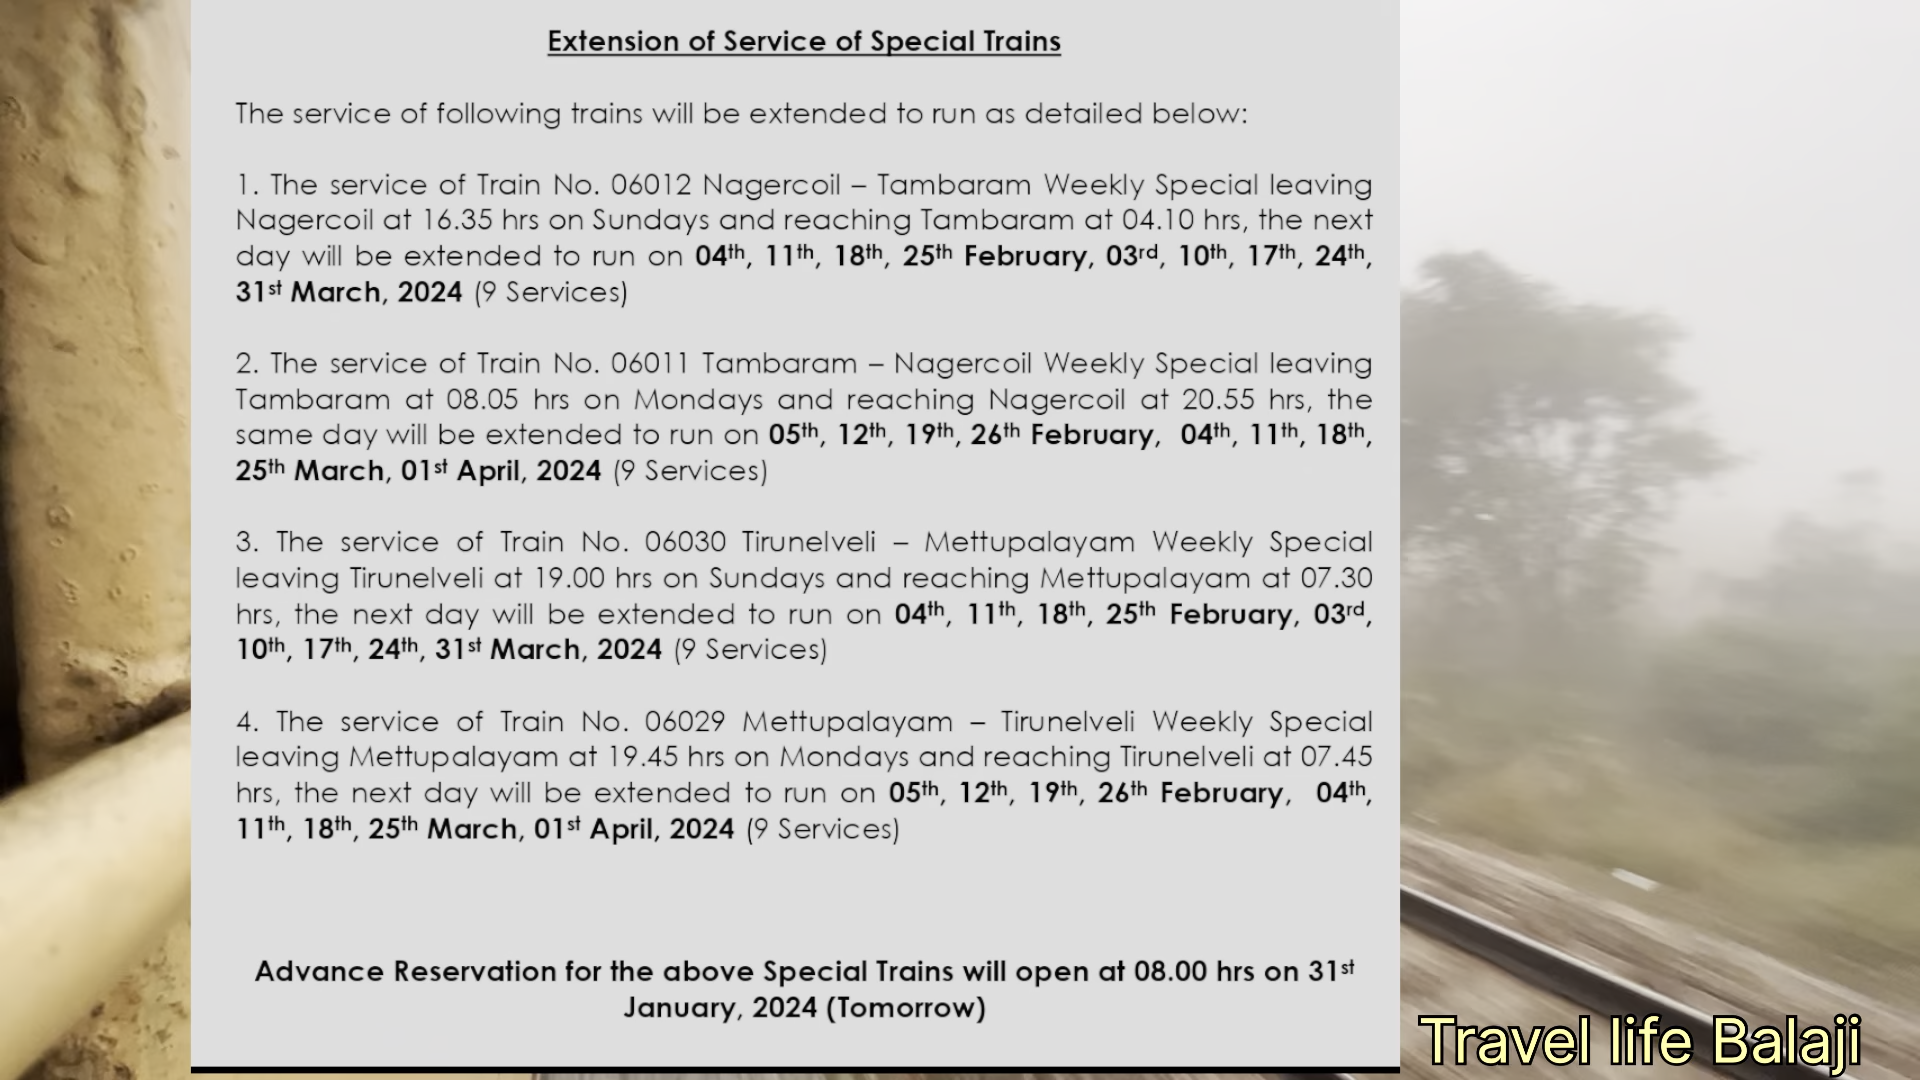 Extension of Service of Special Trains
The service of following trains will be extended to run as detailed below:
1. The service of Train No. 06012 Nagercoil – Tambaram Weekly Special leaving
Nagercoil at 16.35 hrs on Sundays and reaching Tambaram at 04.10 hrs, the next
day will be extended to run on 04th, 11th, 18th, 25th February, 03rd, 10th, 17th, 24th,
31st March, 2024 (9 Services)
2. The service of Train No. 06011 Tambaram – Nagercoil Weekly Special leaving
Tambaram at 08.05 hrs on Mondays and reaching Nagercoil at 20.55 hrs, the
same day will be extended to run on 05th, 12th, 19th, 26th February, 04th, 11th, 18th,
25th March, 01st April, 2024 (9 Services)
3. The service of Train No. 06030 Tirunelveli – Mettupalayam Weekly Special
leaving Tirunelveli at 19.00 hrs on Sundays and reaching Mettupalayam at 07.30
hrs, the next day will be extended to run on 04th, 11th, 18th, 25th February, 03rd,
10th, 17th, 24th, 31st March, 2024 (9 Services)
4. The service of Train No. 06029 Mettupalayam – Tirunelveli Weekly Special
leaving Mettupalayam at 19.45 hrs on Mondays and reaching Tirunelveli at 07.45
hrs, the next day will be extended to run on 05th, 12th, 19th, 26th February, 04th,
11th, 18th, 25th March, 01st April, 2024 (9 Services)
Advance Reservation for the above Special Trains will open at 08.00 hrs on 31st
January, 2024 (Tomorrow)
Travel life Balaji